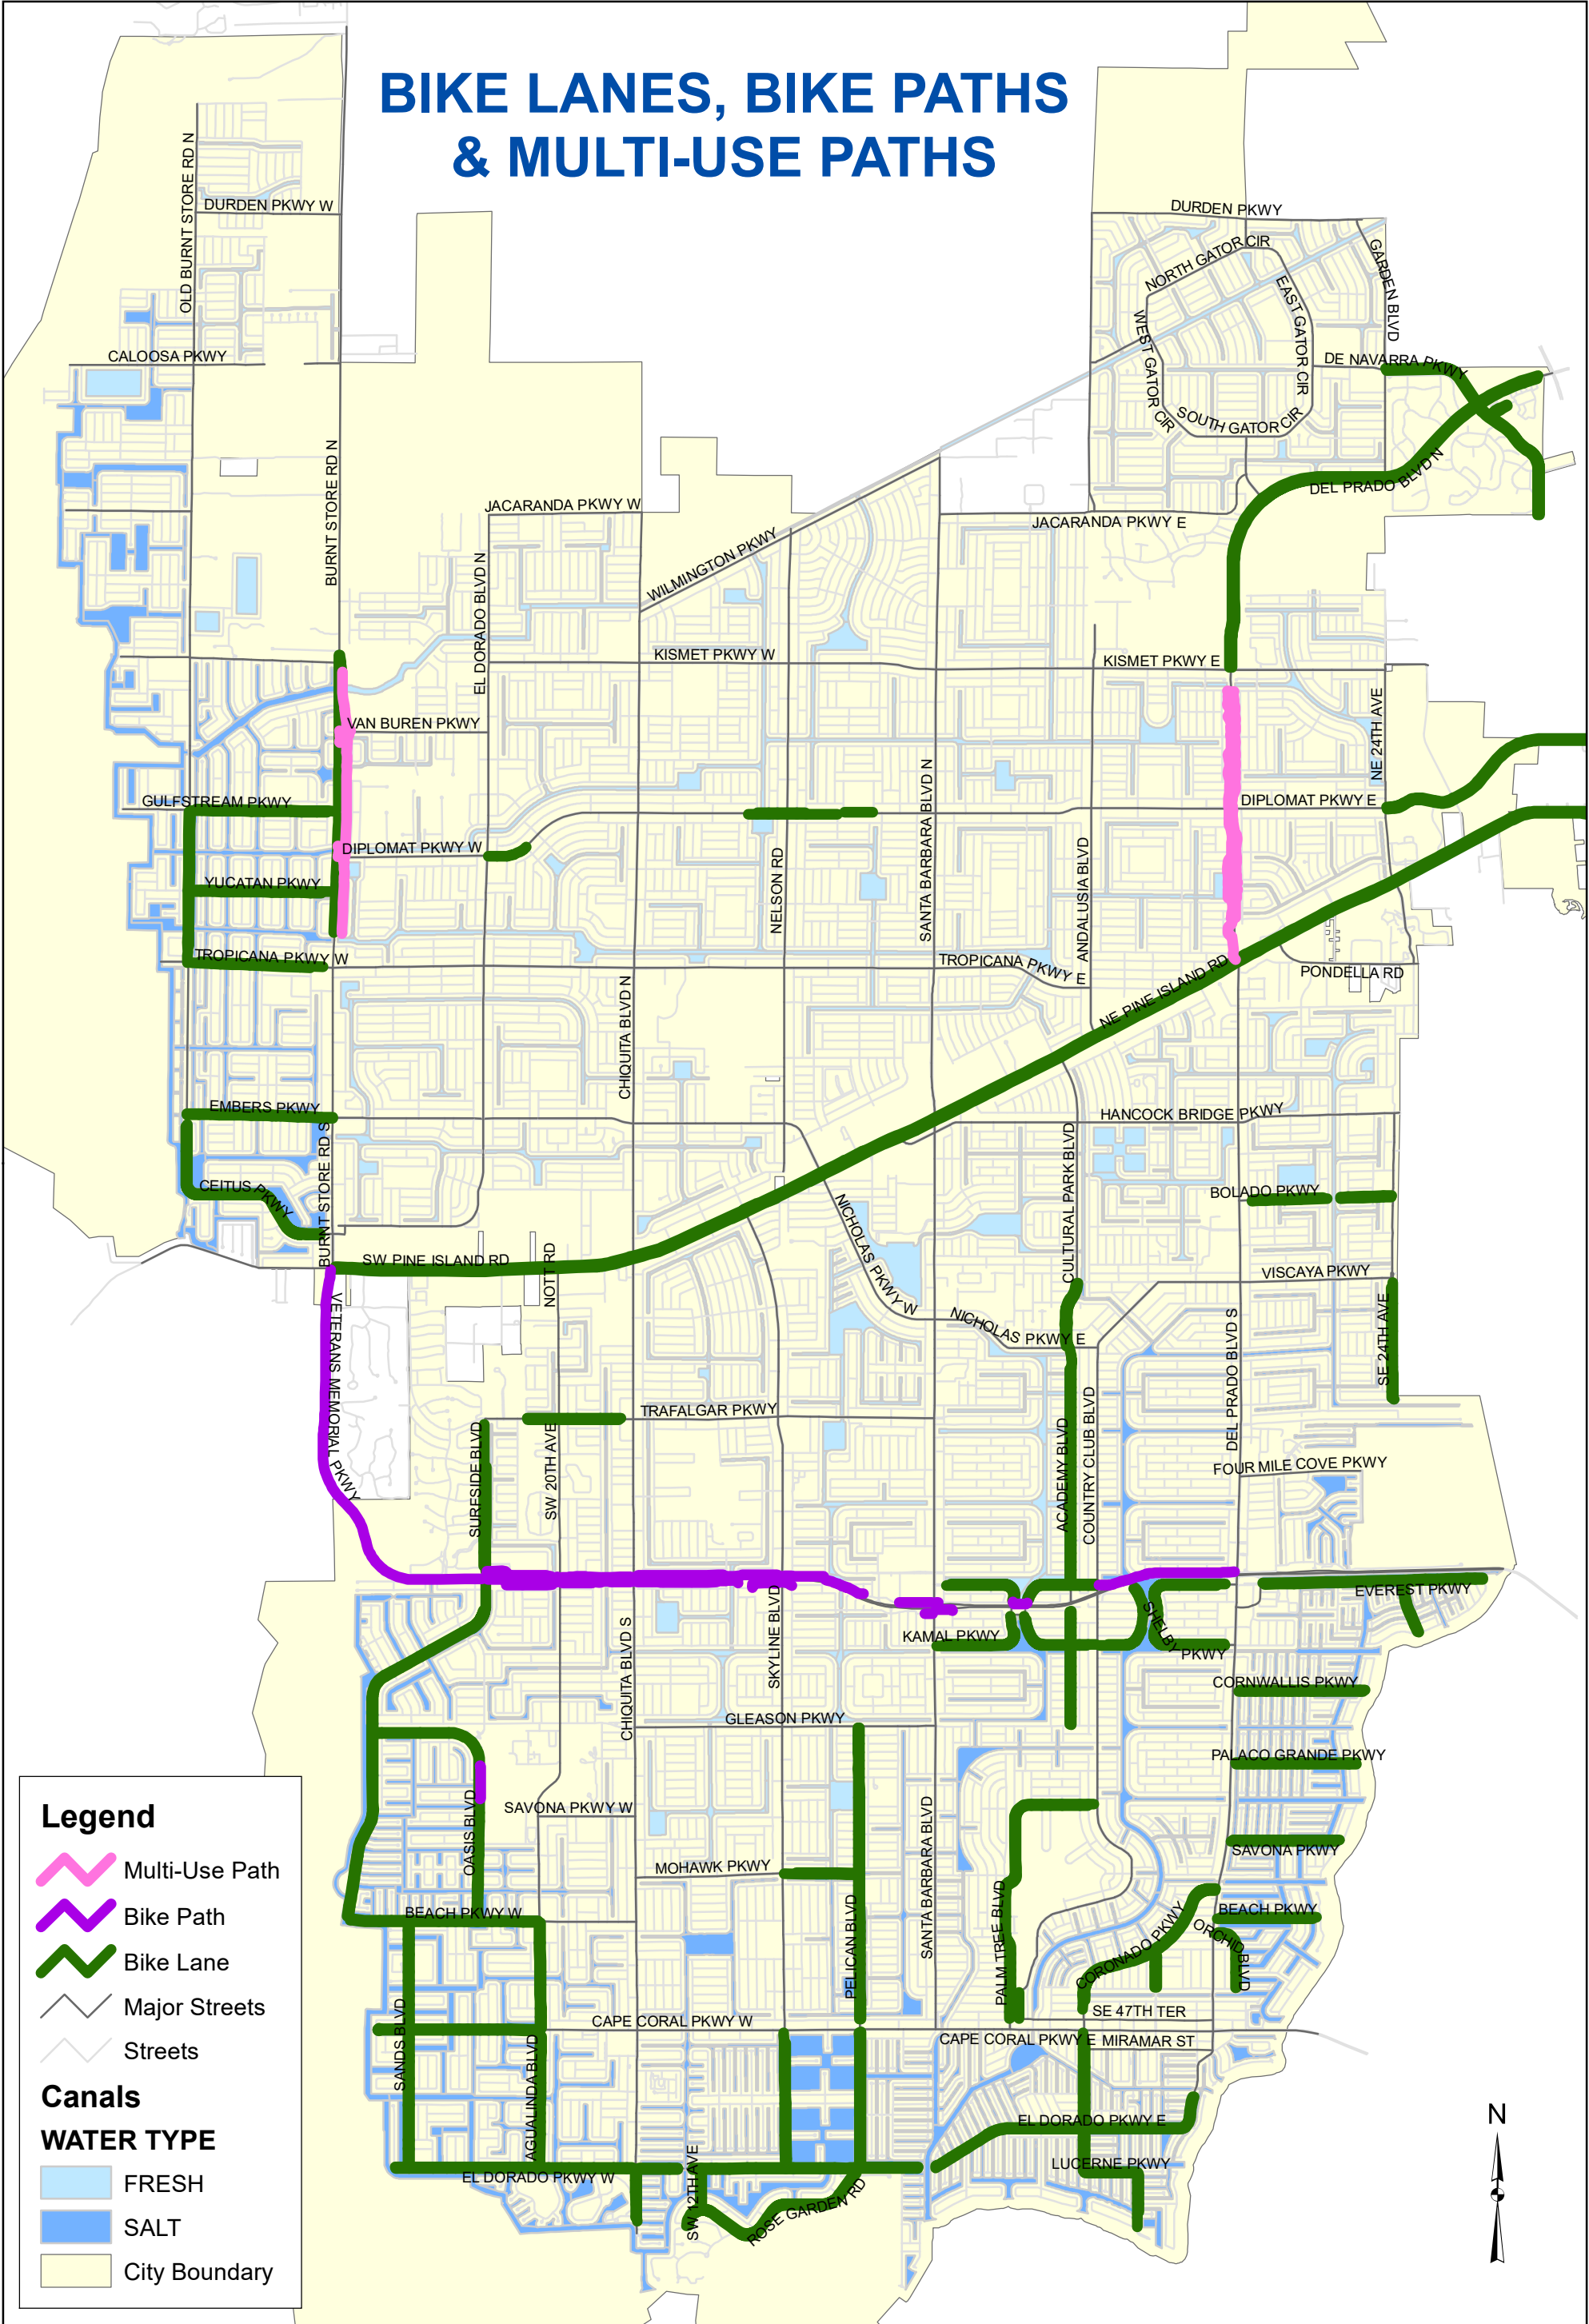 BIKE LANES, BIKE PATHS
& MULTI-USE PATHS
OLD BURNT STORE RD N
DURDEN PKWY W
DURDEN PKWY
NORTH GATOR CIR
GARDEN BLVD
EAST GATOR CIR
WEST GATOR CIR
CALOOSA PKWY
DE NAVARRA PKWY
SOUTH GATOR CIR
BURNT STORE RD N
DEL PRADO BLVD N
JACARANDA PKWY W
JACARANDA PKWY E
WILMINGTON PKWY
EL DORADO BLVD N
KISMET PKWY W
KISMET PKWY E
VAN BUREN PKWY
NE 24TH AVE
SANTA BARBARA BLVD N
GULFSTREAM PKWY
DIPLOMAT PKWY E
DIPLOMAT PKWY W
NELSON RD
ANDALUSIA BLVD
YUCATAN PKWY
TROPICANA PKWY W
TROPICANA PKWY E
PONDELLA RD
NE PINE ISLAND RD
CHIQUITA BLVD N
EMBERS PKWY
HANCOCK BRIDGE PKWY
BURNT STORE RD S
CULTURAL PARK BLVD
CEITUS PKWY
BOLADO PKWY
NICHOLAS PKWY W
SW PINE ISLAND RD
NOTT RD
VISCAYA PKWY
VETERANS MEMORIAL PKWY
NICHOLAS PKWY E
DEL PRADO BLVD S
SE 24TH AVE
TRAFALGAR PKWY
SURFSIDE BLVD
SW 20TH AVE
ACADEMY BLVD
COUNTRY CLUB BLVD
FOUR MILE COVE PKWY
EVEREST PKWY
SKYLINE BLVD
CHIQUITA BLVD S
KAMAL PKWY
SHELBY PKWY
CORNWALLIS PKWY
GLEASON PKWY
PALACO GRANDE PKWY
OASIS BLVD
SAVONA PKWY W
SANTA BARBARA BLVD
SAVONA PKWY
MOHAWK PKWY
PELICAN BLVD
PALM TREE BLVD
BEACH PKWY W
BEACH PKWY
CORONADO PKWY
ORCHID BLVD
SANDS BLVD
SE 47TH TER
CAPE CORAL PKWY W
CAPE CORAL PKWY E
MIRAMAR ST
AGUALINDA BLVD
EL DORADO PKWY E
LUCERNE PKWY
EL DORADO PKWY W
SW 12TH AVE
ROSE GARDEN RD
Legend
Multi-Use Path
Bike Path
Bike Lane
Major Streets
Streets
Canals
WATER TYPE
FRESH
SALT
City Boundary
N